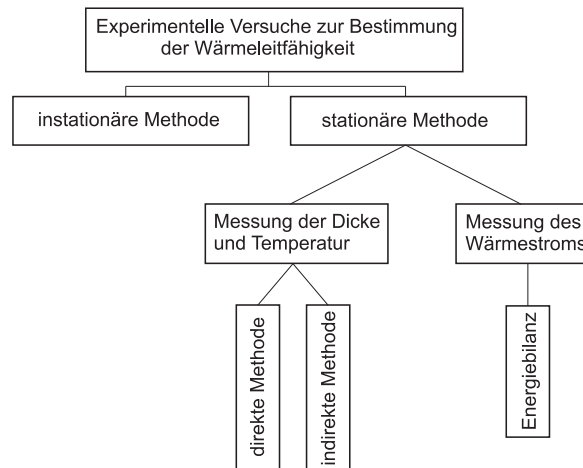 Experimentelle Versuche zur Bestimmung
der Wärmeleitfähigkeit
instationäre Methode
stationäre Methode
Messung der Dicke
und Temperatur
Messung des
Wärmestroms
direkte Methode
indirekte Methode
Energiebilanz